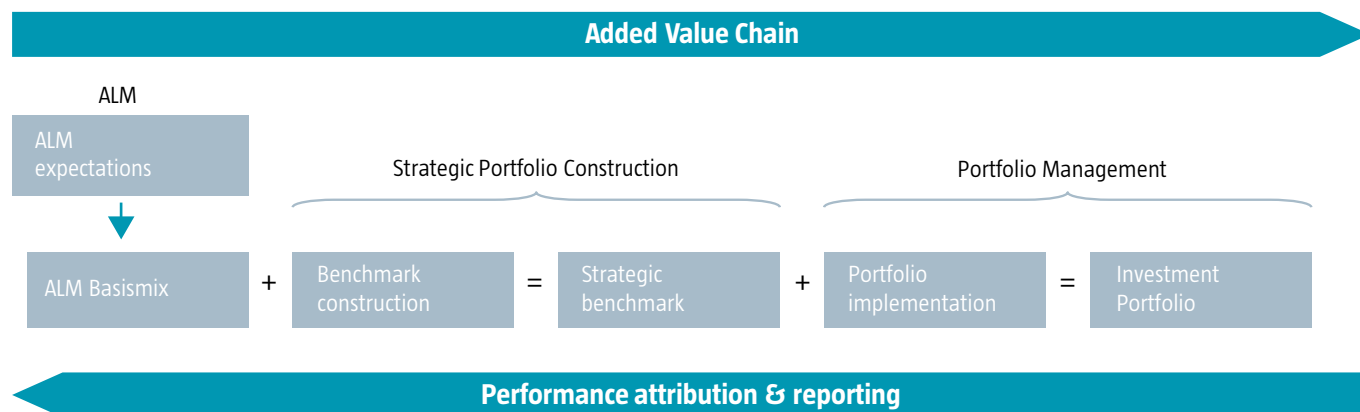 Added Value Chain
ALM
ALM
expectations
Strategic Portfolio Construction
Portfolio Management
ALM Basismix
+
Benchmark
construction
=
Strategic
benchmark
+
Portfolio
implementation
=
Investment
Portfolio
Performance attribution & reporting